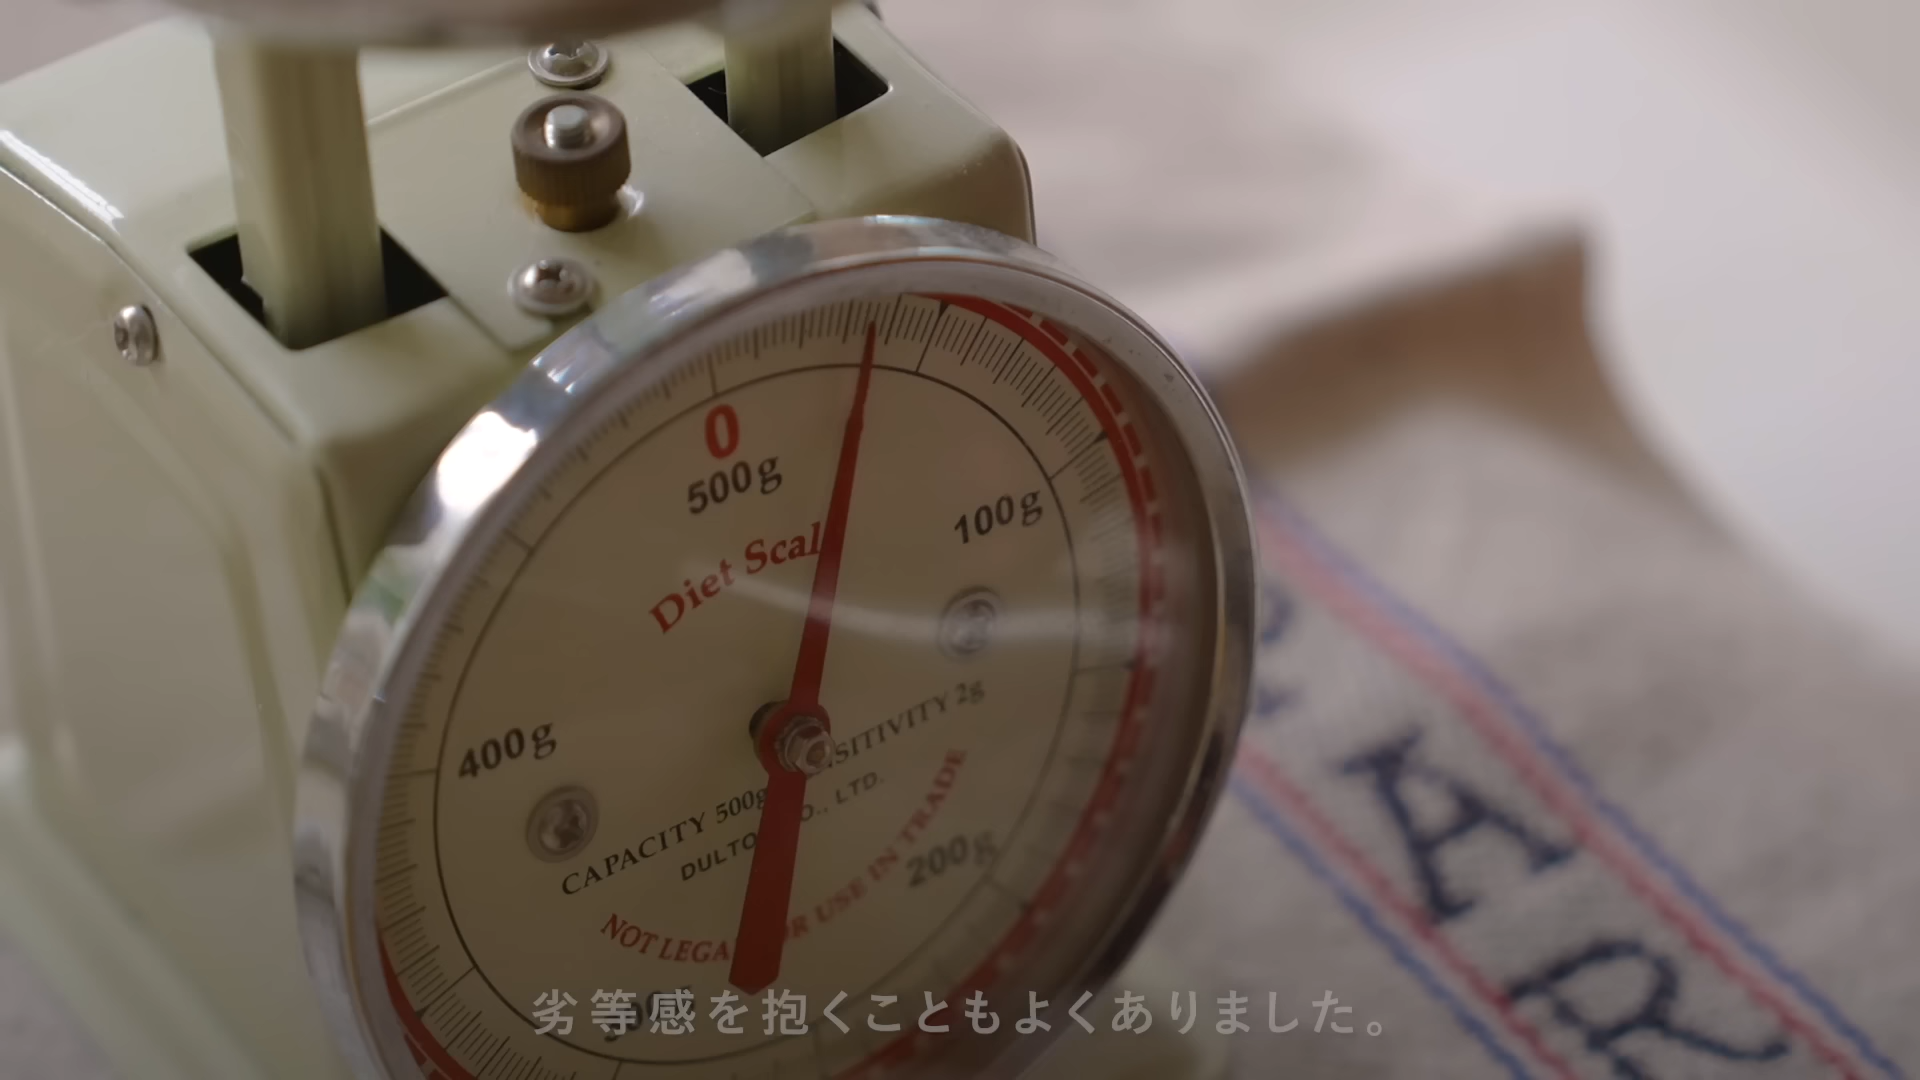 0
500g
Diet Scal
100g
400g
SITIVITY 2g
CAPACITY 500g
DULTO O., LTD.
200g
NOT LEGA OR USE IN TRADE
劣等感を抱くこともよくありました。
AR